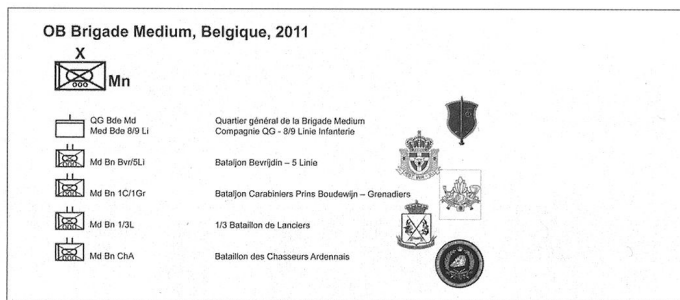 OB Brigade Medium, Belgique, 2011
X
Mn
QG Bde Md Quartier général de la Brigade Medium
Med Bde 8/9 Li Compagnie QG - 8/9 Linie Infanterie
Md Bn Bvr/5Li Bataljon Bevrijdin – 5 Linie
Md Bn 1C/1Gr Bataljon Carabiniers Prins Boudewijn – Grenadiers
Md Bn 1/3L 1/3 Bataillon de Lanciers
Md Bn ChA Bataillon des Chasseurs Ardennais